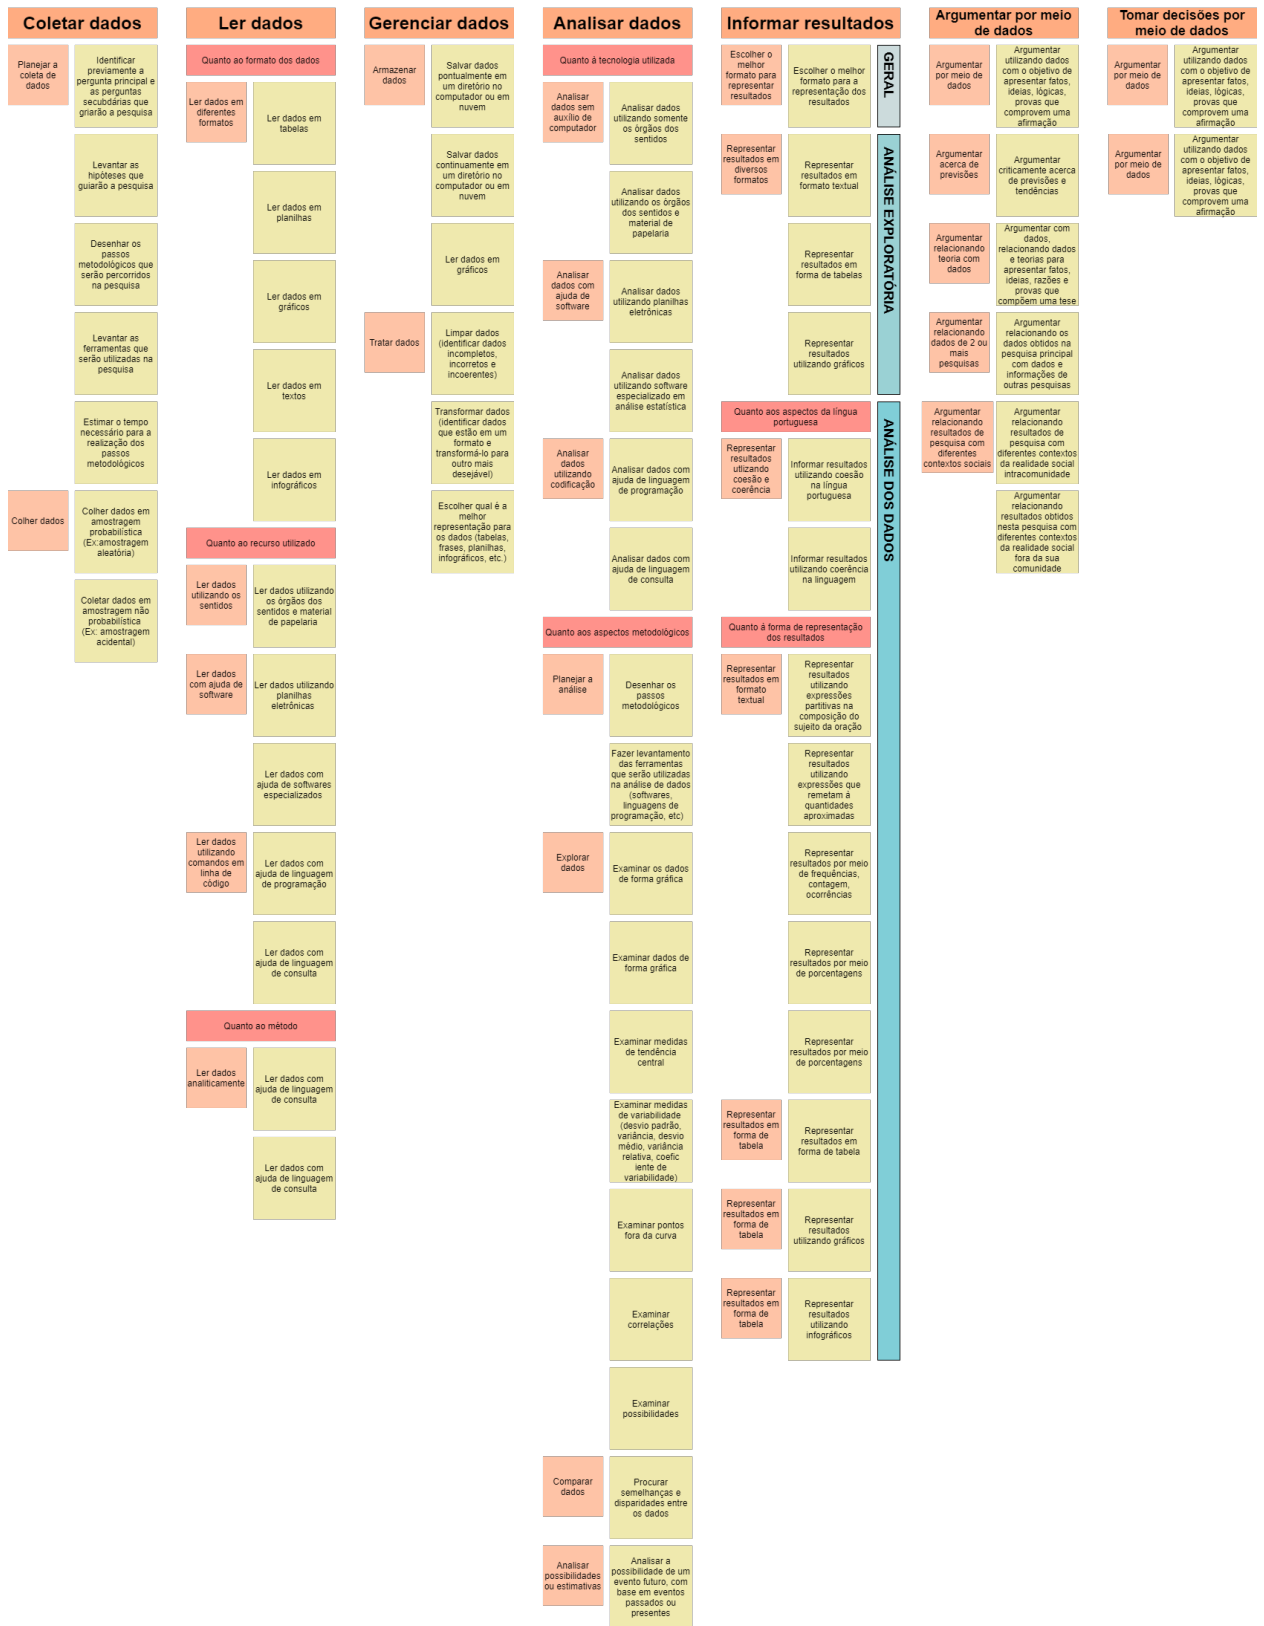 Coletar dados
Planejar a
coleta de
dados
Identificar
previamente a
pergunta principal e
as perguntas
secubdárias que
griarão a pesquisa
Levantar as
hipóteses que
guiarão a pesquisa
Desenhar os
passos
metodológicos que
serão percorridos
na pesquisa
Levantar as
ferramentas que
serão utilizadas na
pesquisa
Estimar o tempo
necessário para a
realização dos
passos
metodológicos
Colher dados
Colher dados em
amostragem
probabilística
(Ex:amostragem
aleatória)
Coletar dados em
amostragem não
probabilística
(Ex: amostragem
acidental)
Ler dados
Quanto ao formato dos dados
Ler dados em
diferentes
formatos
Ler dados em
tabelas
Ler dados em
planilhas
Ler dados em
gráficos
Ler dados em
textos
Ler dados em
infográficos
Quanto ao recurso utilizado
Ler dados
utilizando os
sentidos
Ler dados utilizando
os órgãos dos
sentidos e material
de papelaria
Ler dados
com ajuda de
software
Ler dados utilizando
planilhas
eletrônicas
Ler dados com
ajuda de softwares
especializados
Ler dados
utilizando
comandos em
linha de
código
Ler dados com
ajuda de linguagem
de programação
Ler dados com
ajuda de linguagem
de consulta
Quanto ao método
Ler dados
analiticamente
Ler dados com
ajuda de linguagem
de consulta
Ler dados com
ajuda de linguagem
de consulta
Gerenciar dados
Armazenar
dados
Salvar dados
pontualmente em
um diretório no
computador ou em
nuvem
Salvar dados
continuamente em
um diretório no
computador ou em
nuvem
Ler dados em
gráficos
Tratar dados
Limpar dados
(identificar dados
incompletos,
incorretos e
incoerentes)
Transformar dados
(identificar dados
que estão em um
formato e
transformá-lo para
outro mais
desejável)
Escolher qual é a
melhor
representação para
os dados (tabelas,
frases, planilhas,
infográficos, etc.)
Analisar dados
Quanto á tecnologia utilizada
Analisar
dados sem
auxílio de
computador
Analisar dados
utilizando somente
os órgãos dos
sentidos
Analisar dados
utilizando os órgãos
dos sentidos e
material de
papelaria
Analisar
dados com
ajuda de
software
Analisar dados
utilizando planilhas
eletrônicas
Analisar dados
utilizando software
especializado em
análise estatística
Analisar
dados
utilizando
codificação
Analisar dados com
ajuda de linguagem
de programação
Analisar dados com
ajuda de linguagem
de consulta
Quanto aos aspectos metodológicos
Planejar a
análise
Desenhar os
passos
metodológicos
Fazer levantamento
das ferramentas
que serão utilizadas
na análise de dados
(softwares,
linguagens de
programação, etc)
Explorar
dados
Examinar os dados
de forma gráfica
Examinar dados de
forma gráfica
Examinar medidas
de tendência
central
Examinar medidas
de variabilidade
(desvio padrão,
variância, desvio
médio, variância
relativa, coefic
iente de
variabilidade)
Examinar pontos
fora da curva
Examinar
correlações
Examinar
possibilidades
Comparar
dados
Procurar
semelhanças e
disparidades entre
os dados
Analisar
possibilidades
ou estimativas
Analisar a
possibilidade de um
evento futuro, com
base em eventos
passados ou
presentes
Informar resultados
Escolher o
melhor
formato para
representar
resultados
Escolher o melhor
formato para a
representação dos
resultados
GERAL
Representar
resultados em
diversos
formatos
Representar
resultados em
formato textual
Representar
resultados em
forma de tabelas
Representar
resultados
utilizando gráficos
ANÁLISE EXPLORATÓRIA
Quanto aos aspectos da língua
portuguesa
Representar
resultados
utlizando
coesão e
coerência
Informar resultados
utilizando coesão
na língua
portuguesa
Informar resultados
utilizando coerência
na linguagem
Quanto á forma de representação
dos resultados
Representar
resultados em
formato
textual
Representar
resultados
utilizando
expressões
partitivas na
composição do
sujeito da oração
Representar
resultados
utilizando
expressões que
remetam á
quantidades
aproximadas
Representar
resultados por meio
de frequências,
contagem,
ocorrências
Representar
resultados por meio
de porcentagens
Representar
resultados por meio
de porcentagens
Representar
resultados em
forma de
tabela
Representar
resultados em
forma de tabela
Representar
resultados em
forma de
tabela
Representar
resultados
utilizando gráficos
Representar
resultados em
forma de
tabela
Representar
resultados
utilizando
infográficos
ANÁLISE DOS DADOS
Argumentar por meio
de dados
Argumentar
por meio de
dados
Argumentar
utilizando dados
com o objetivo de
apresentar fatos,
ideias, lógicas,
provas que
comprovem uma
afirmação
Argumentar
acerca de
previsões
Argumentar
criticamente acerca
de previsões e
tendências
Argumentar
relacionando
teoria com
dados
Argumentar com
dados,
relacionando dados
e teorias para
apresentar fatos,
ideias, razões e
provas que
compõem uma tese
Argumentar
relacionando
dados de 2 ou
mais
pesquisas
Argumentar
relacionando os
dados obtidos na
pesquisa principal
com dados e
informações de
outras pesquisas
Argumentar
relacionando
resultados de
pesquisa com
diferentes
contextos sociais
Argumentar
relacionando
resultados de
pesquisa com
diferentes contextos
da realidade social
intracomunidade
Argumentar
relacionando
resultados obtidos
nesta pesquisa com
diferentes contextos
da realidade social
fora da sua
comunidade
Tomar decisões por
meio de dados
Argumentar
por meio de
dados
Argumentar
utilizando dados
com o objetivo de
apresentar fatos,
ideias, lógicas,
provas que
comprovem uma
afirmação
Argumentar
por meio de
dados
Argumentar
utilizando dados
com o objetivo de
apresentar fatos,
ideias, lógicas,
provas que
comprovem uma
afirmação